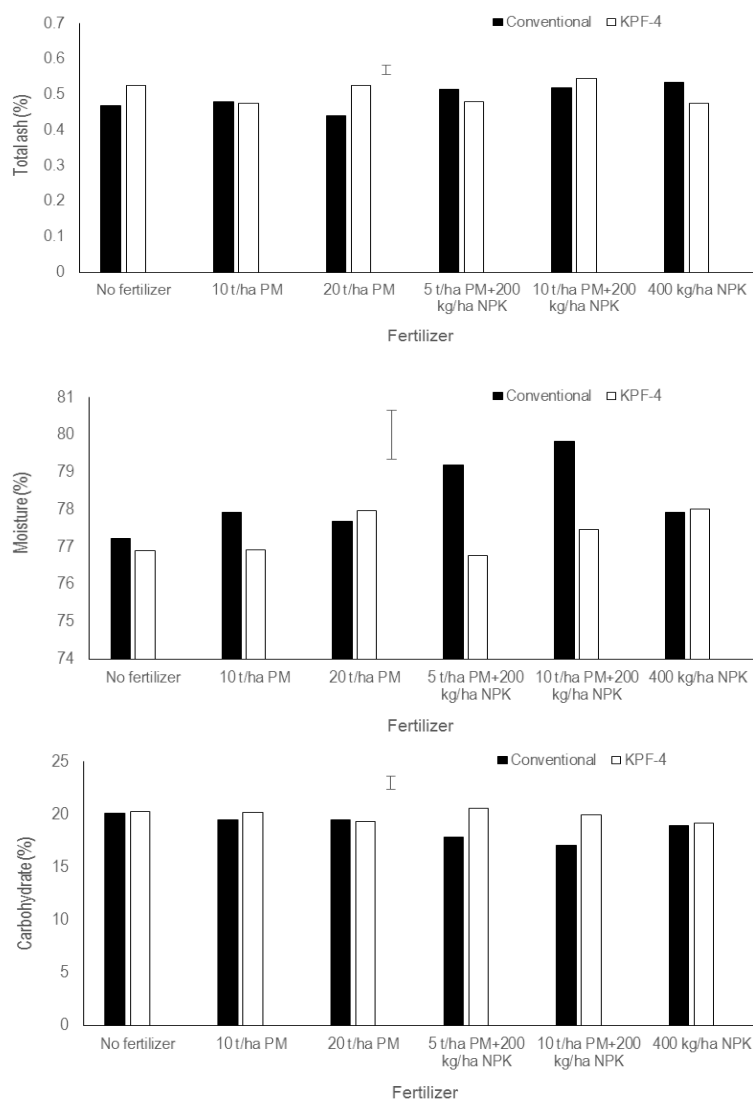 Conventional KPF-4
0.7
0.6
0.5
0.4
0.3
0.2
0.1
0
Total ash (%)
No fertilizer 10 t/ha PM 20 t/ha PM 5 t/ha PM+200 10 t/ha PM+200 400 kg/ha NPK
kg/ha NPK kg/ha NPK
Fertilizer
Conventional KPF-4
81
80
79
78
77
76
75
74
Moisture (%)
No fertilizer 10 t/ha PM 20 t/ha PM 5 t/ha PM+200 10 t/ha PM+200 400 kg/ha NPK
kg/ha NPK kg/ha NPK
Fertilizer
Conventional KPF-4
25
20
15
10
5
0
Carbohydrate (%)
No fertilizer 10 t/ha PM 20 t/ha PM 5 t/ha PM+200 10 t/ha PM+200 400 kg/ha NPK
kg/ha NPK kg/ha NPK
Fertilizer